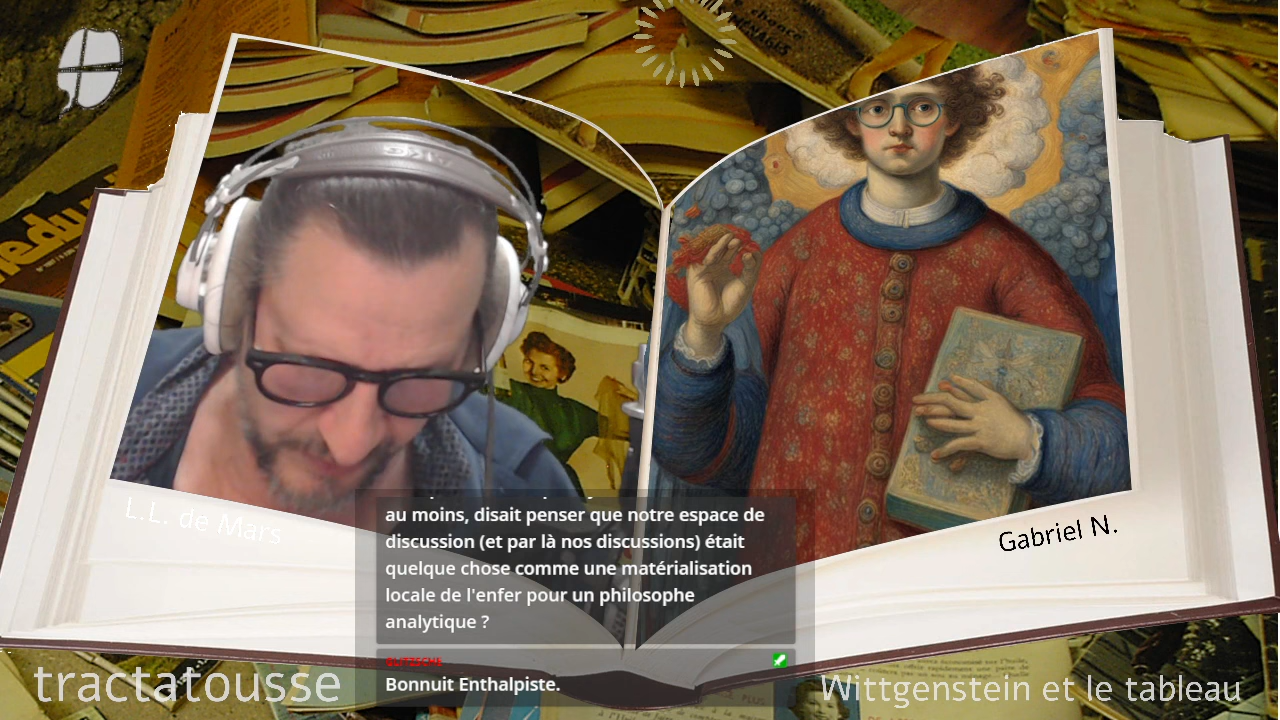 L.L. de Mars
Gabriel N.
au moins, disait penser que notre espace de
discussion (et par là nos discussions) était
quelque chose comme une matérialisation
locale de l'enfer pour un philosophe
analytique ?
Bonnuit Enthalpiste.
tractatousse
Wittgenstein et le tableau